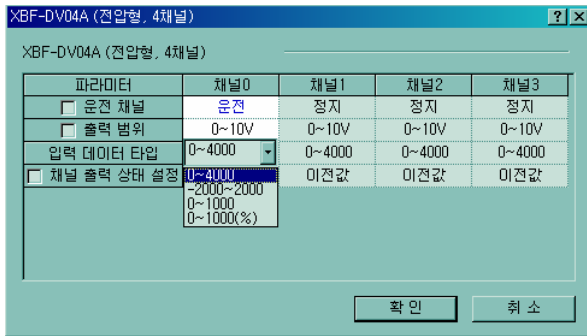 XBF-DV04A (전압형, 4채널)
XBF-DV04A (전압형, 4채널)
파라미터 채널0 채널1 채널2 채널3
운전 채널 운전 정지 정지 정지
출력 범위 0~10V 0~10V 0~10V 0~10V
입력 데이터 타입 0~4000 0~4000 0~4000 0~4000
채널 출력 상태 설정 0~4000 이전값 이전값 이전값
-2000~2000
0~1000
0~1000(%)
확인 취소